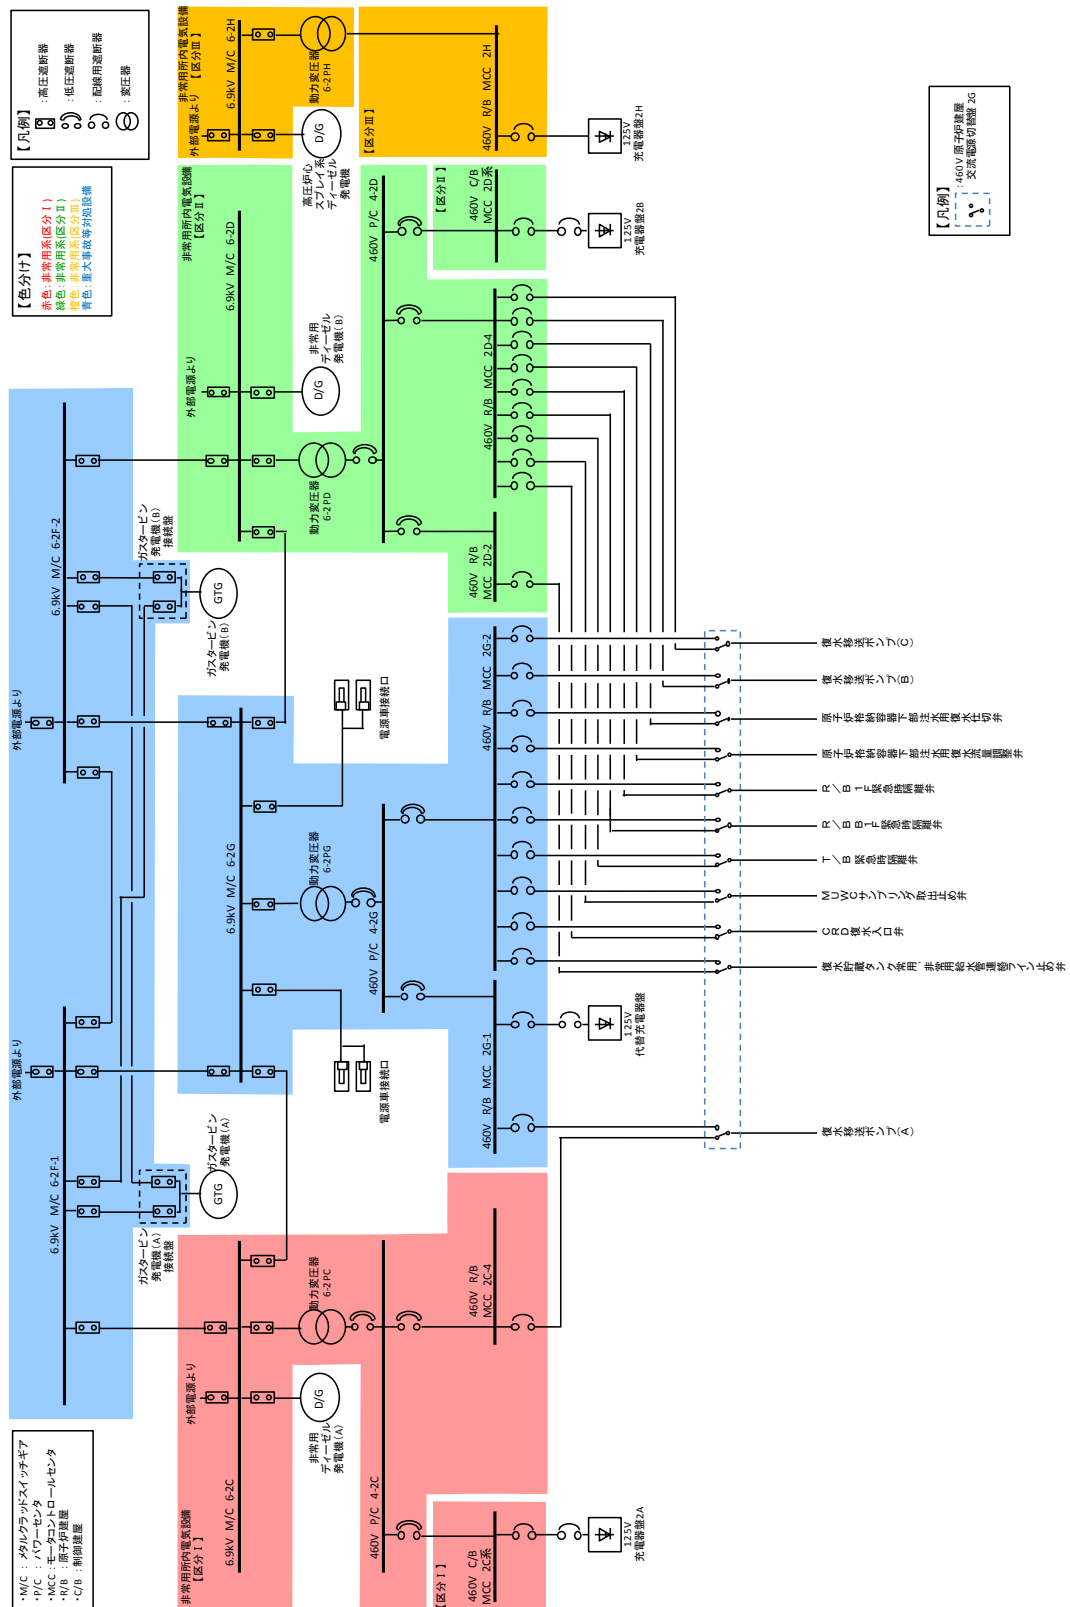 ・M/C ： メタルクラッドスイッチギア
・P/C ： パワーセンタ
・MCC ：モータコントロールセンタ
・R/B ：原子炉建屋
・C/B ：制御建屋
【色分け】
赤色：非常用系(区分Ⅰ)
緑色：非常用系(区分Ⅱ)
橙色：非常用系(区分Ⅲ)
青色：重大事故等対処設備
【凡例】
：高圧遮断器
：低圧遮断器
：配線用遮断器
：変圧器
外部電源より
6.9kV M/C 6-2F-1
外部電源より
6.9kV M/C 6-2F-2
ガスタービン
発電機(A)
接続盤
GTG
ガスタービン
発電機(A)
ガスタービン
発電機(B)
接続盤
GTG
ガスタービン
発電機(B)
非常用所内電気設備
【区分Ⅰ】
6.9kV M/C 6-2C
外部電源より
D/G
非常用
ディーゼル
発電機(A)
動力変圧器
6-2PC
460V P/C 4-2C
【区分Ⅰ】
460V C/B
MCC 2C系
460V R/B
MCC 2C-4
125V
充電器盤2A
6.9kV M/C 6-2G
電源車接続口
電源車接続口
動力変圧器
6-2PG
460V P/C 4-2G
460V R/B MCC 2G-1
460V R/B MCC 2G-2
125V
代替充電器盤
非常用所内電気設備
【区分Ⅱ】
6.9kV M/C 6-2D
外部電源より
D/G
非常用
ディーゼル
発電機(B)
動力変圧器
6-2PD
460V P/C 4-2D
460V R/B
MCC 2D-2
460V R/B MCC 2D-4
【区分Ⅱ】
460V C/B
MCC 2D系
125V
充電器盤2B
非常用所内電気設備
【区分Ⅲ】
外部電源より
6.9kV M/C 6-2H
動力変圧器
6-2PH
D/G
高圧炉心
スプレイ系
ディーゼル
発電機
【区分Ⅲ】
460V R/B MCC 2H
125V
充電器盤2H
復水移送ポンプ(A)
復水貯蔵タンク常用、非常用給水管連絡ライン止め弁
CRD復水入口弁
MUWCサンプリング取出止め弁
T／B 緊急時隔離弁
R／B B1F緊急時隔離弁
R／B 1F緊急時隔離弁
原子炉格納容器下部注水用復水流量調整弁
原子炉格納容器下部注水用復水仕切弁
復水移送ポンプ(B)
復水移送ポンプ(C)
【凡例】
：460V 原子炉建屋
交流電源切替盤 2G